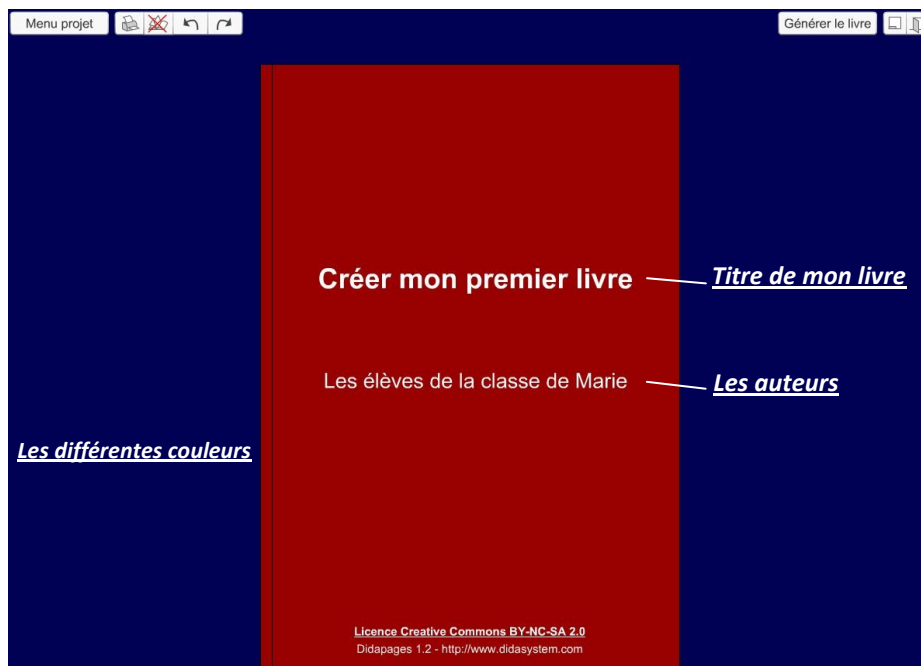 Menu projet
Générer le livre
Créer mon premier livre
Titre de mon livre
Les élèves de la classe de Marie
Les auteurs
Les différentes couleurs
Licence Creative Commons BY-NC-SA 2.0
Didapages 1.2 - http://www.didasystem.com